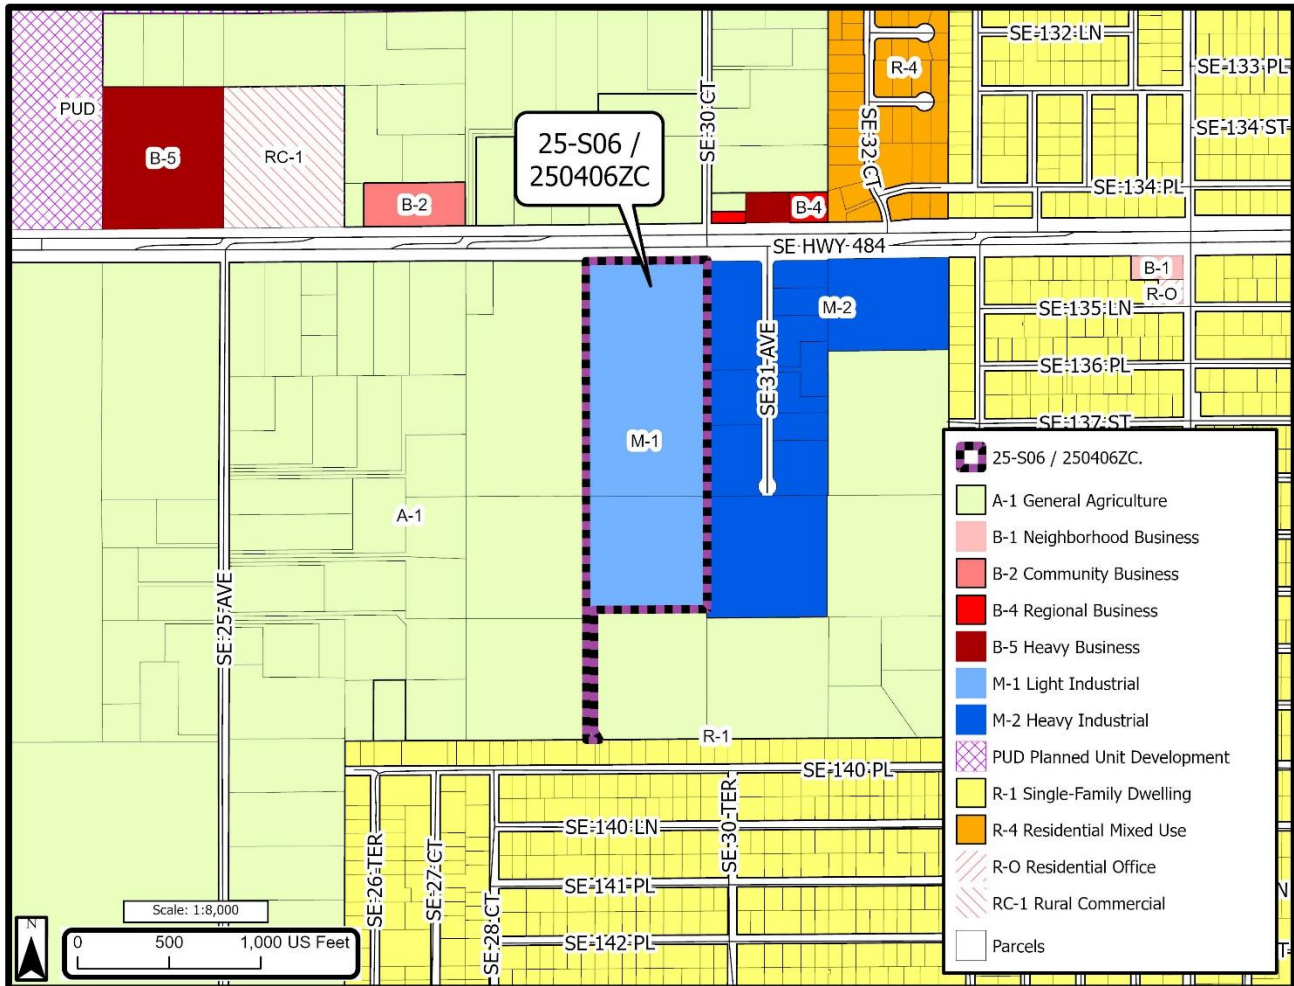 SE 132 LN
SE 133 PL
R-4
PUD
SE 30 CT
25-S06 /
250406ZC
SE 134 ST
B-5
RC-1
SE 32 CT
SE 134 PL
B-2
B-4
SE HWY 484
B-1
R-O
M-2
SE 135 LN
SE 31 AVE
SE 136 PL
SE 137 ST
M-1
A-1
SE 25 AVE
R-1
SE 140 PL
SE 140 LN
SE 30 TER
SE 26 TER
SE 27 CT
SE 28 CT
SE 141 PL
SE 142 PL
N
T
25-S06 / 250406ZC.
A-1 General Agriculture
B-1 Neighborhood Business
B-2 Community Business
B-4 Regional Business
B-5 Heavy Business
M-1 Light Industrial
M-2 Heavy Industrial
PUD Planned Unit Development
R-1 Single-Family Dwelling
R-4 Residential Mixed Use
R-O Residential Office
RC-1 Rural Commercial
Parcels
Scale: 1:8,000
N
0 500 1,000 US Feet